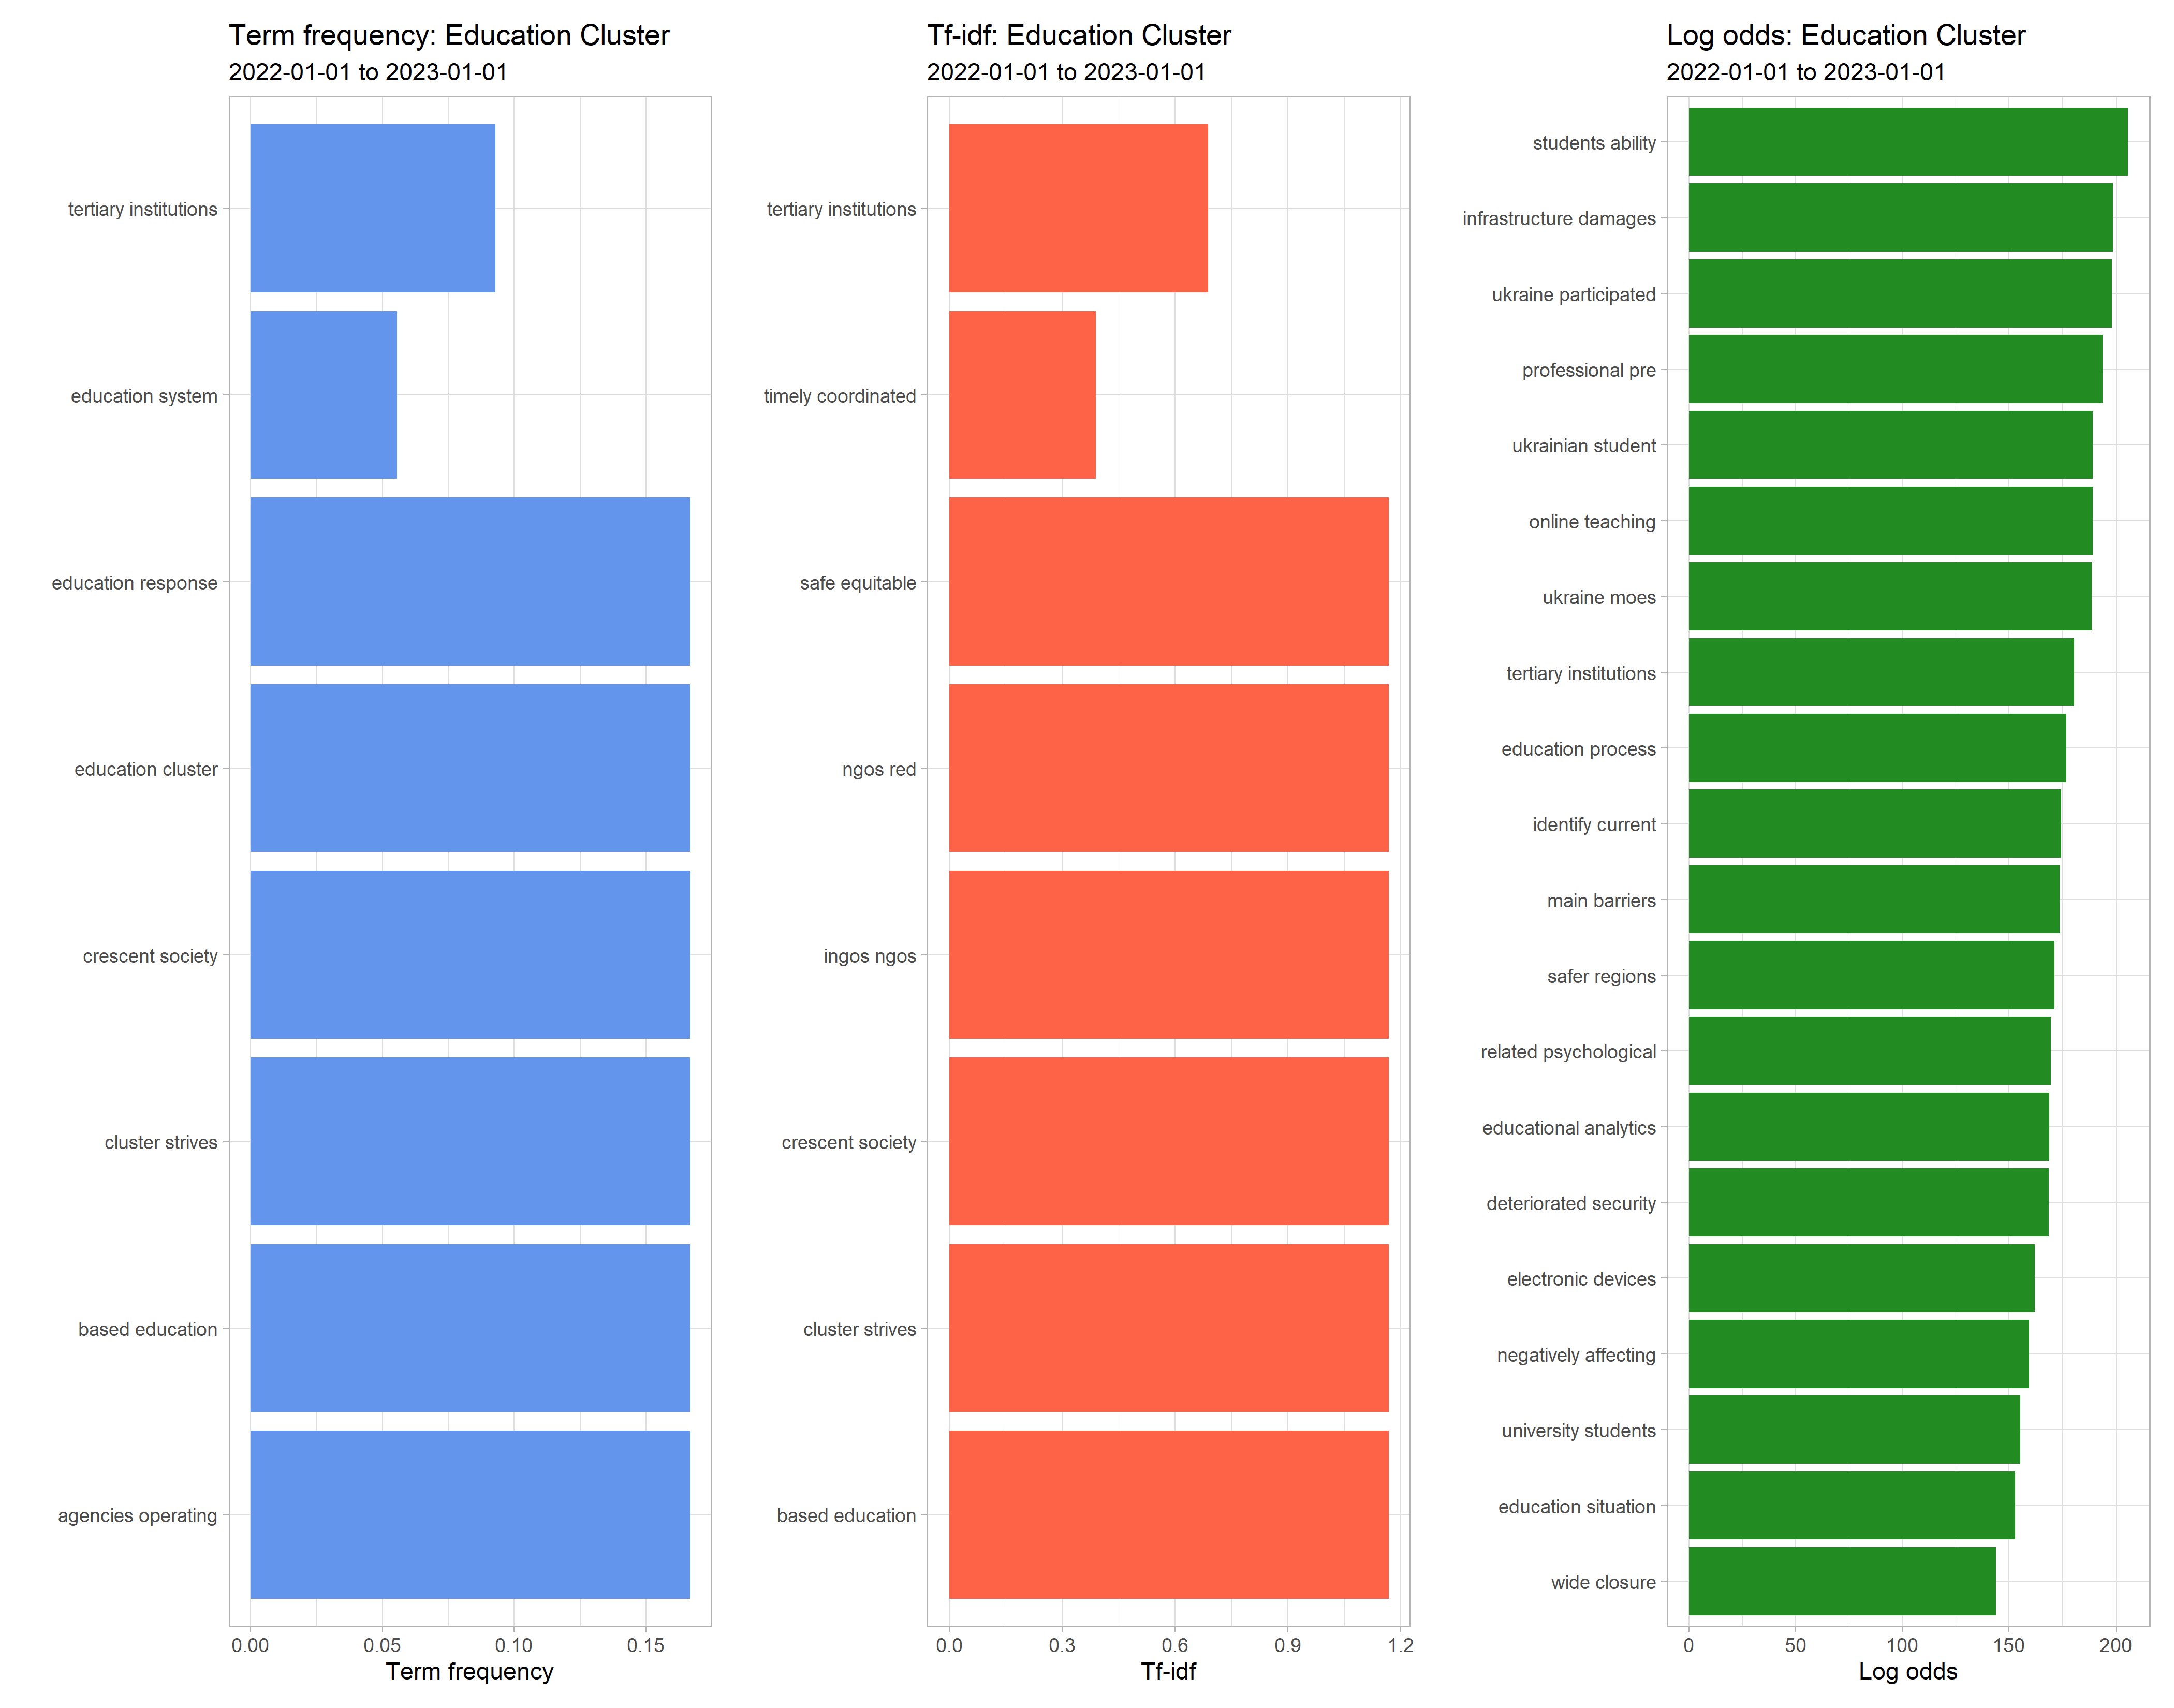 Term frequency: Education Cluster
2022-01-01 to 2023-01-01
tertiary institutions
education system
education response
education cluster
crescent society
cluster strives
based education
agencies operating
0.00 0.05 0.10 0.15
Term frequency
Tf-idf: Education Cluster
2022-01-01 to 2023-01-01
tertiary institutions
timely coordinated
safe equitable
ngos red
ingos ngos
crescent society
cluster strives
based education
0.0 0.3 0.6 0.9 1.2
Tf-idf
Log odds: Education Cluster
2022-01-01 to 2023-01-01
students ability
infrastructure damages
ukraine participated
professional pre
ukrainian student
online teaching
ukraine moes
tertiary institutions
education process
identify current
main barriers
safer regions
related psychological
educational analytics
deteriorated security
electronic devices
negatively affecting
university students
education situation
wide closure
0 50 100 150 200
Log odds